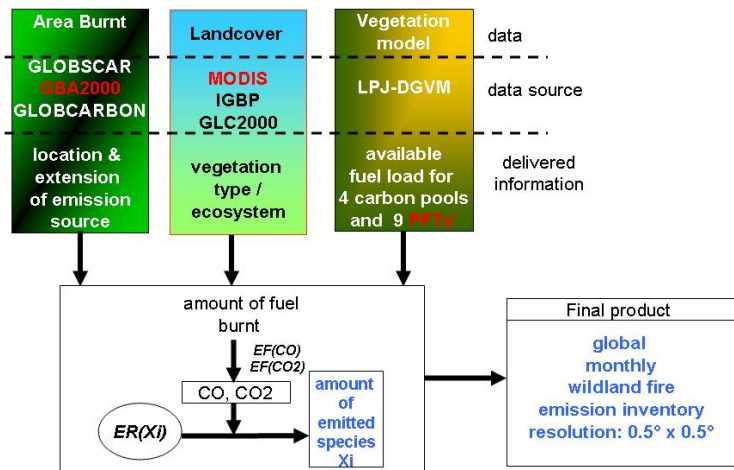 Area Burnt
GLOBSCAR
GBA2000
GLOBCARBON
location &
extension
of emission
source
Landcover
MODIS
IGBP
GLC2000
vegetation
type /
ecosystem
Vegetation
model
LPJ-DGVM
available
fuel load for
4 carbon pools
and 9 PFTs'
data
data source
delivered
information
amount of fuel
burnt
EF(CO)
EF(CO2)
CO, CO2
ER(Xi)
amount
of
emitted
species
Xi
Final product
global
monthly
wildland fire
emission inventory
resolution: 0.5° x 0.5°